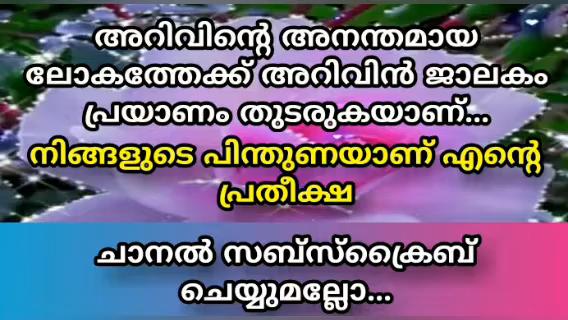 അറിവിന്റെ അനന്തമായ
ലോകത്തേക്ക് അറിവിൻ ജാലകം
പ്രയാണം തുടരുകയാണ്...
നിങ്ങളുടെ പിന്തുണയാണ് എന്റെ
പ്രതീക്ഷ
ചാനൽ സബ്സ്ക്രൈബ്
ചെയ്യുമല്ലോ...